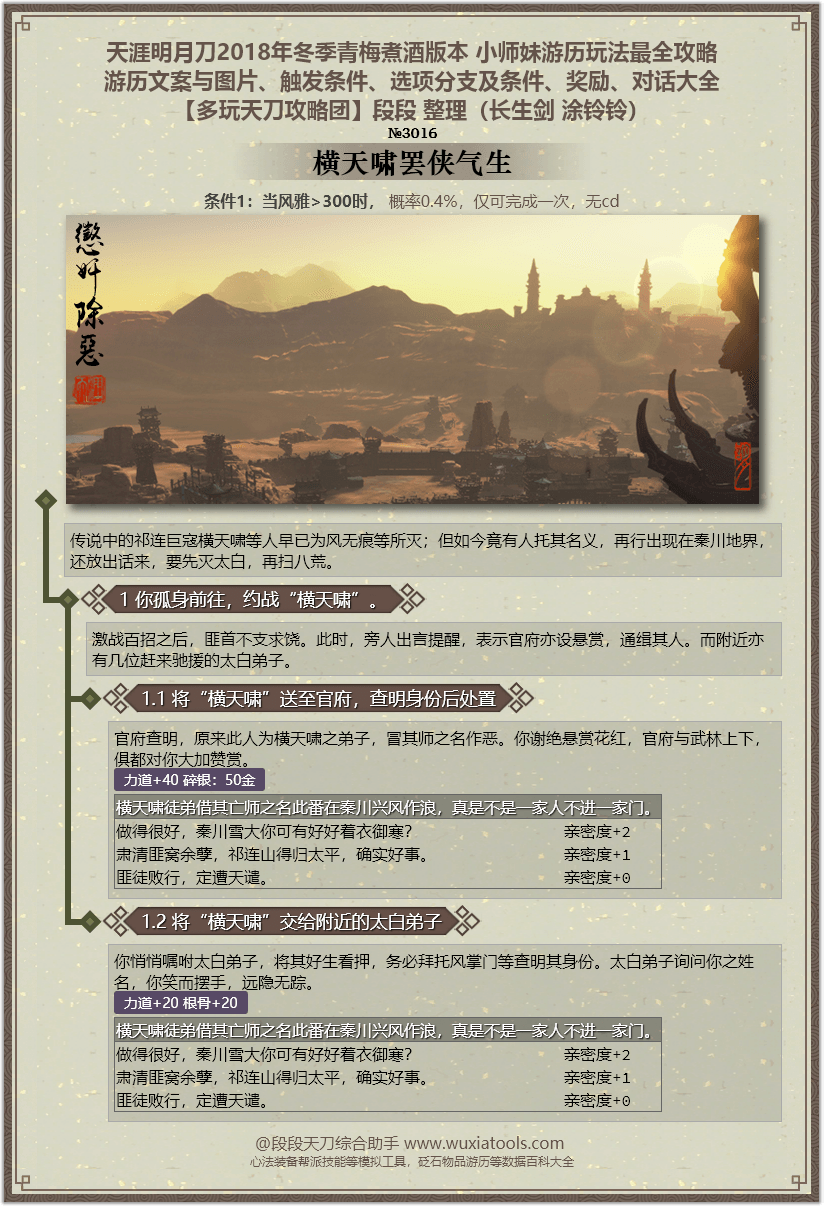 天涯明月刀2018年冬季青梅煮酒版本 小师妹游历玩法最全攻略
游历文案与图片、触发条件、选项分支及条件、奖励、对话大全
【多玩天刀攻略团】段段 整理（长生剑 涂铃铃）
№3016
横天啸罢侠气生
条件1：当风雅>300时， 概率0.4%，仅可完成一次，无cd
懲奸除惡
传说中的祁连巨寇横天啸等人早已为风无痕等所灭；但如今竟有人托其名义，再行出现在秦川地界，
还放出话来，要先灭太白，再扫八荒。
1 你孤身前往，约战“横天啸”。
激战百招之后，匪首不支求饶。此时，旁人出言提醒，表示官府亦设悬赏，通缉其人。而附近亦
有几位赶来驰援的太白弟子。
1.1 将“横天啸”送至官府，查明身份后处置
官府查明，原来此人为横天啸之弟子，冒其师之名作恶。你谢绝悬赏花红，官府与武林上下，
俱都对你大加赞赏。
力道+40 碎银：50金
横天啸徒弟借其亡师之名此番在秦川兴风作浪，真是不是一家人不进一家门。
做得很好，秦川雪大你可有好好着衣御寒？ 亲密度+2
肃清匪窝余孽，祁连山得归太平，确实好事。 亲密度+1
匪徒败行，定遭天谴。 亲密度+0
1.2 将“横天啸”交给附近的太白弟子
你悄悄嘱咐太白弟子，将其好生看押，务必拜托风掌门等查明其身份。太白弟子询问你之姓
名，你笑而摆手，远隐无踪。
力道+20 根骨+20
横天啸徒弟借其亡师之名此番在秦川兴风作浪，真是不是一家人不进一家门。
做得很好，秦川雪大你可有好好着衣御寒？ 亲密度+2
肃清匪窝余孽，祁连山得归太平，确实好事。 亲密度+1
匪徒败行，定遭天谴。 亲密度+0
@段段天刀综合助手 www.wuxiatools.com
心法装备帮派技能等模拟工具，砭石物品游历等数据百科大全